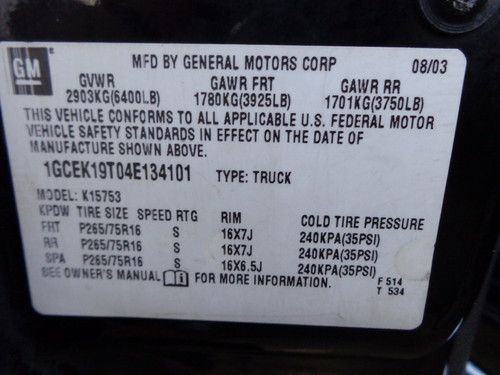 GM
MFD BY GENERAL MOTORS CORP 08/03
GVWR GAWR FRT GAWR RR
2903KG(6400LB) 1780KG(3925LB) 1701KG(3750LB)
THIS VEHICLE CONFORMS TO ALL APPLICABLE U.S. FEDERAL MOTOR
VEHICLE SAFETY STANDARDS IN EFFECT ON THE DATE OF
MANUFACTURE SHOWN ABOVE.
1GCEK19T04E134101 TYPE: TRUCK
MODEL: K15753
KPDW TIRE SIZE SPEED RTG RIM COLD TIRE PRESSURE
FRT P265/75R16 S 16X7J 240KPA(35PSI)
RR P265/75R16 S 16X7J 240KPA(35PSI)
SPA P265/75R16 S 16X6.5J 240KPA(35PSI)
SEE OWNER'S MANUAL FOR MORE INFORMATION. F 514
T 534